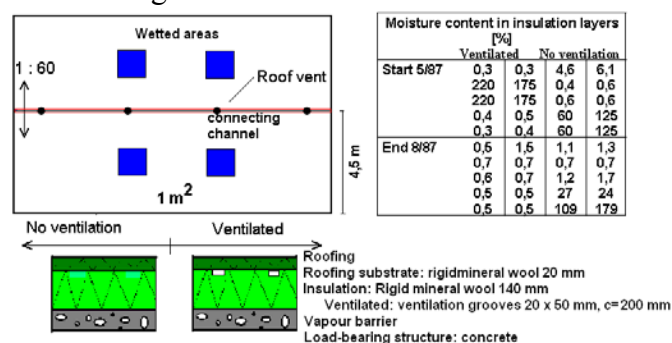 Wetted areas
1 : 60
Roof vent
connecting
channel
4,5 m
1 m2
No ventilation
Ventilated
Moisture content in insulation layers
[%]
Ventilated No ventilation
Start 5/87 0,3 0,3 4,6 6,1
220 175 0,4 0,6
220 175 0,6 0,6
0,4 0,5 60 125
0,3 0,4 60 125
End 8/87 0,5 1,5 1,1 1,3
0,7 0,7 0,7 0,7
0,6 0,7 1,2 1,7
0,5 0,5 27 24
0,5 0,5 109 179
Roofing
Roofing substrate: rigidmineral wool 20 mm
Insulation: Rigid mineral wool 140 mm
Ventilated: ventilation grooves 20 x 50 mm, c=200 mm
Vapour barrier
Load-bearing structure: concrete